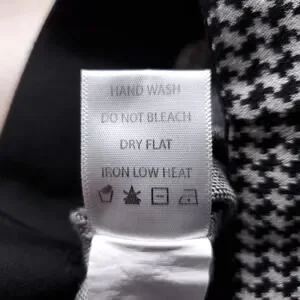 HAND WASH
DO NOT BLEACH
DRY FLAT
IRON LOW HEAT